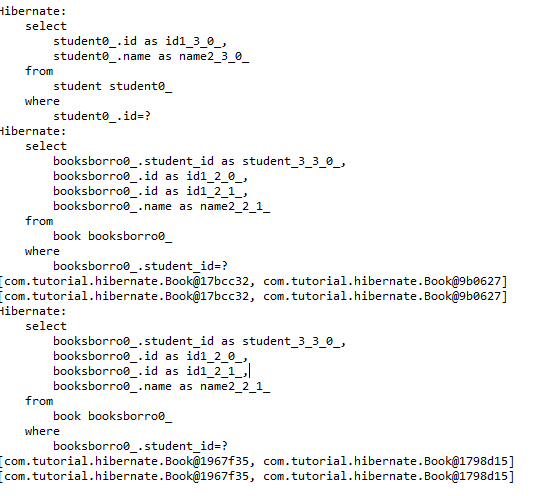 Hibernate:
    select
        student0_.id as id1_3_0_,
        student0_.name as name2_3_0_
    from
        student student0_
    where
        student0_.id=?
Hibernate:
    select
        booksborro0_.student_id as student_3_3_0_,
        booksborro0_.id as id1_2_0_,
        booksborro0_.id as id1_2_1_,
        booksborro0_.name as name2_2_1_
    from
        book booksborro0_
    where
        booksborro0_.student_id=?
[com.tutorial.hibernate.Book@17bcc32, com.tutorial.hibernate.Book@9b0627]
[com.tutorial.hibernate.Book@17bcc32, com.tutorial.hibernate.Book@9b0627]
Hibernate:
    select
        booksborro0_.student_id as student_3_3_0_,
        booksborro0_.id as id1_2_0_,
        booksborro0_.id as id1_2_1_,
        booksborro0_.name as name2_2_1_
    from
        book booksborro0_
    where
        booksborro0_.student_id=?
[com.tutorial.hibernate.Book@1967f35, com.tutorial.hibernate.Book@1798d15]
[com.tutorial.hibernate.Book@1967f35, com.tutorial.hibernate.Book@1798d15]